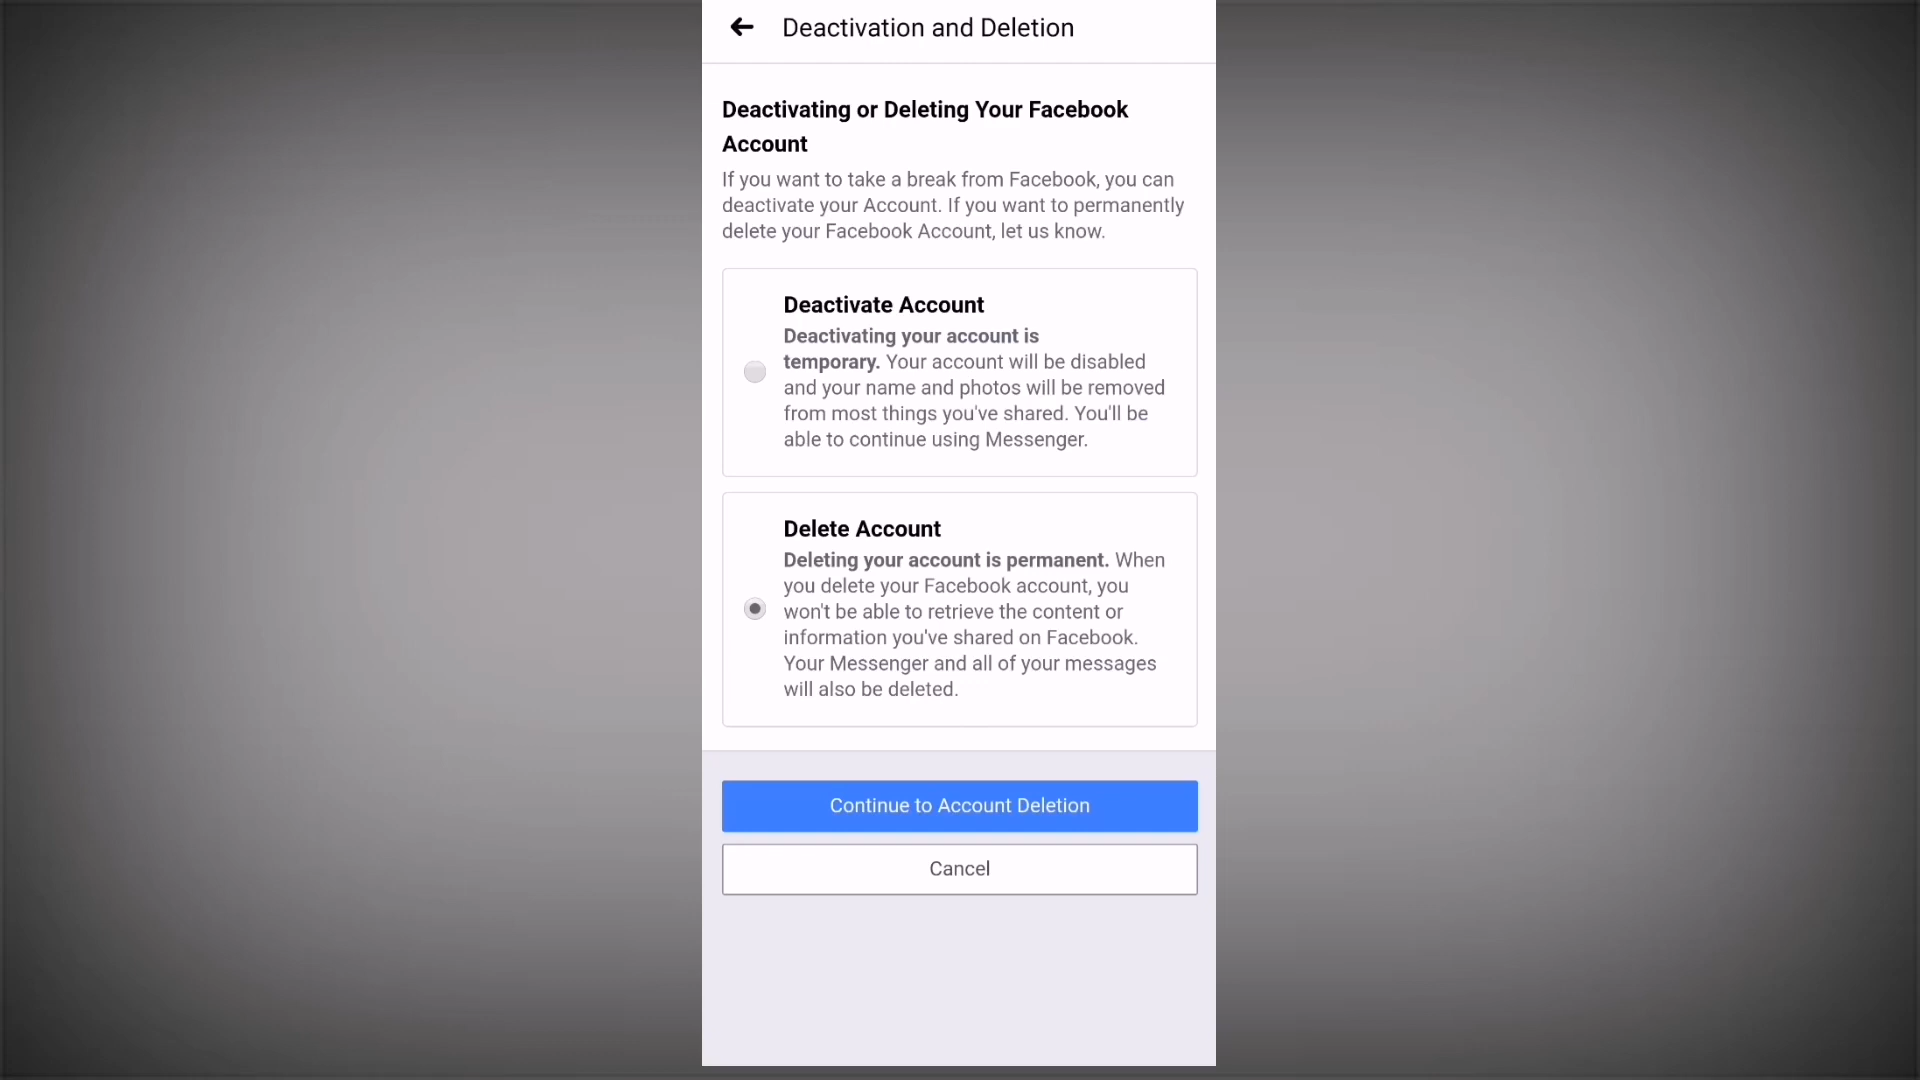 Deactivation and Deletion
Deactivating or Deleting Your Facebook
Account
If you want to take a break from Facebook, you can
deactivate your Account. If you want to permanently
delete your Facebook Account, let us know.
Deactivate Account
Deactivating your account is
temporary. Your account will be disabled
and your name and photos will be removed
from most things you've shared. You'll be
able to continue using Messenger.
Delete Account
Deleting your account is permanent. When
you delete your Facebook account, you
won't be able to retrieve the content or
information you've shared on Facebook.
Your Messenger and all of your messages
will also be deleted.
Continue to Account Deletion
Cancel